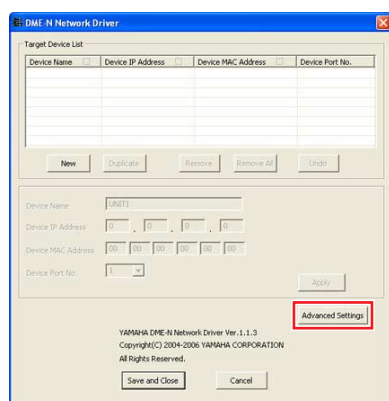 DME-N Network Driver
Target Device List
Device Name Device IP Address Device MAC Address Device Port No.
New Duplicate Remove Remove All Undo
Device Name UNIT1
Device IP Address 0 . 0 . 0 . 0
Device MAC Address 00 00 00 00 00 00
Device Port No. 1
Apply
Advanced Settings
YAMAHA DME-N Network Driver Ver.1.1.3
Copyright(C) 2004-2006 YAMAHA CORPORATION
All Rights Reserved.
Save and Close Cancel